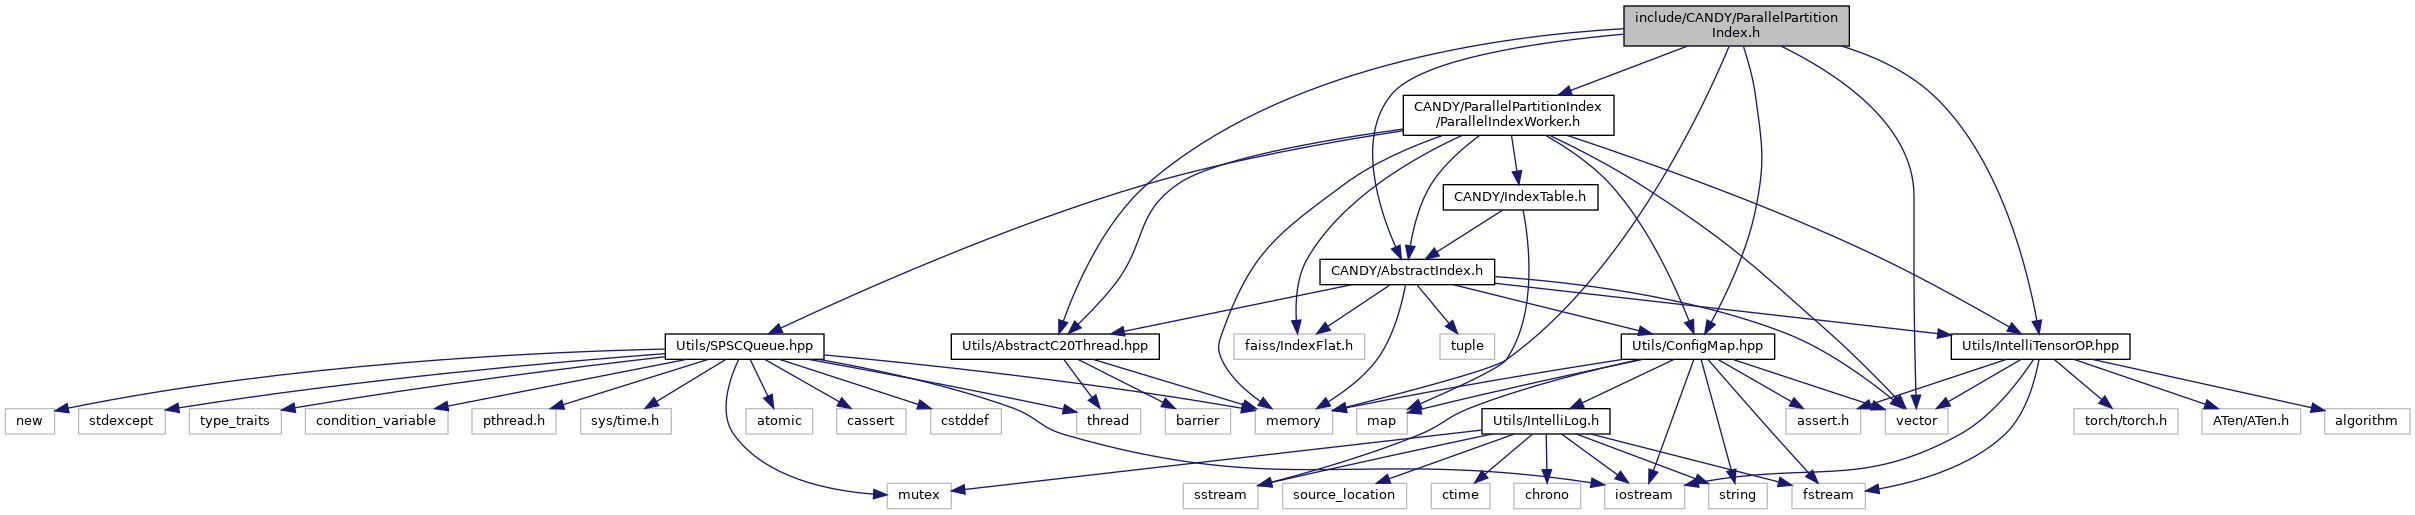 include/CANDY/ParallelPartition
Index.h
CANDY/ParallelPartitionIndex
/ParallelIndexWorker.h
CANDY/IndexTable.h
CANDY/AbstractIndex.h
Utils/SPSCQueue.hpp
Utils/AbstractC20Thread.hpp
faiss/IndexFlat.h
tuple
Utils/ConfigMap.hpp
Utils/IntelliTensorOP.hpp
new
stdexcept
type_traits
condition_variable
pthread.h
sys/time.h
atomic
cassert
cstddef
thread
barrier
memory
map
Utils/IntelliLog.h
assert.h
vector
torch/torch.h
ATen/ATen.h
algorithm
mutex
sstream
source_location
ctime
chrono
iostream
string
fstream